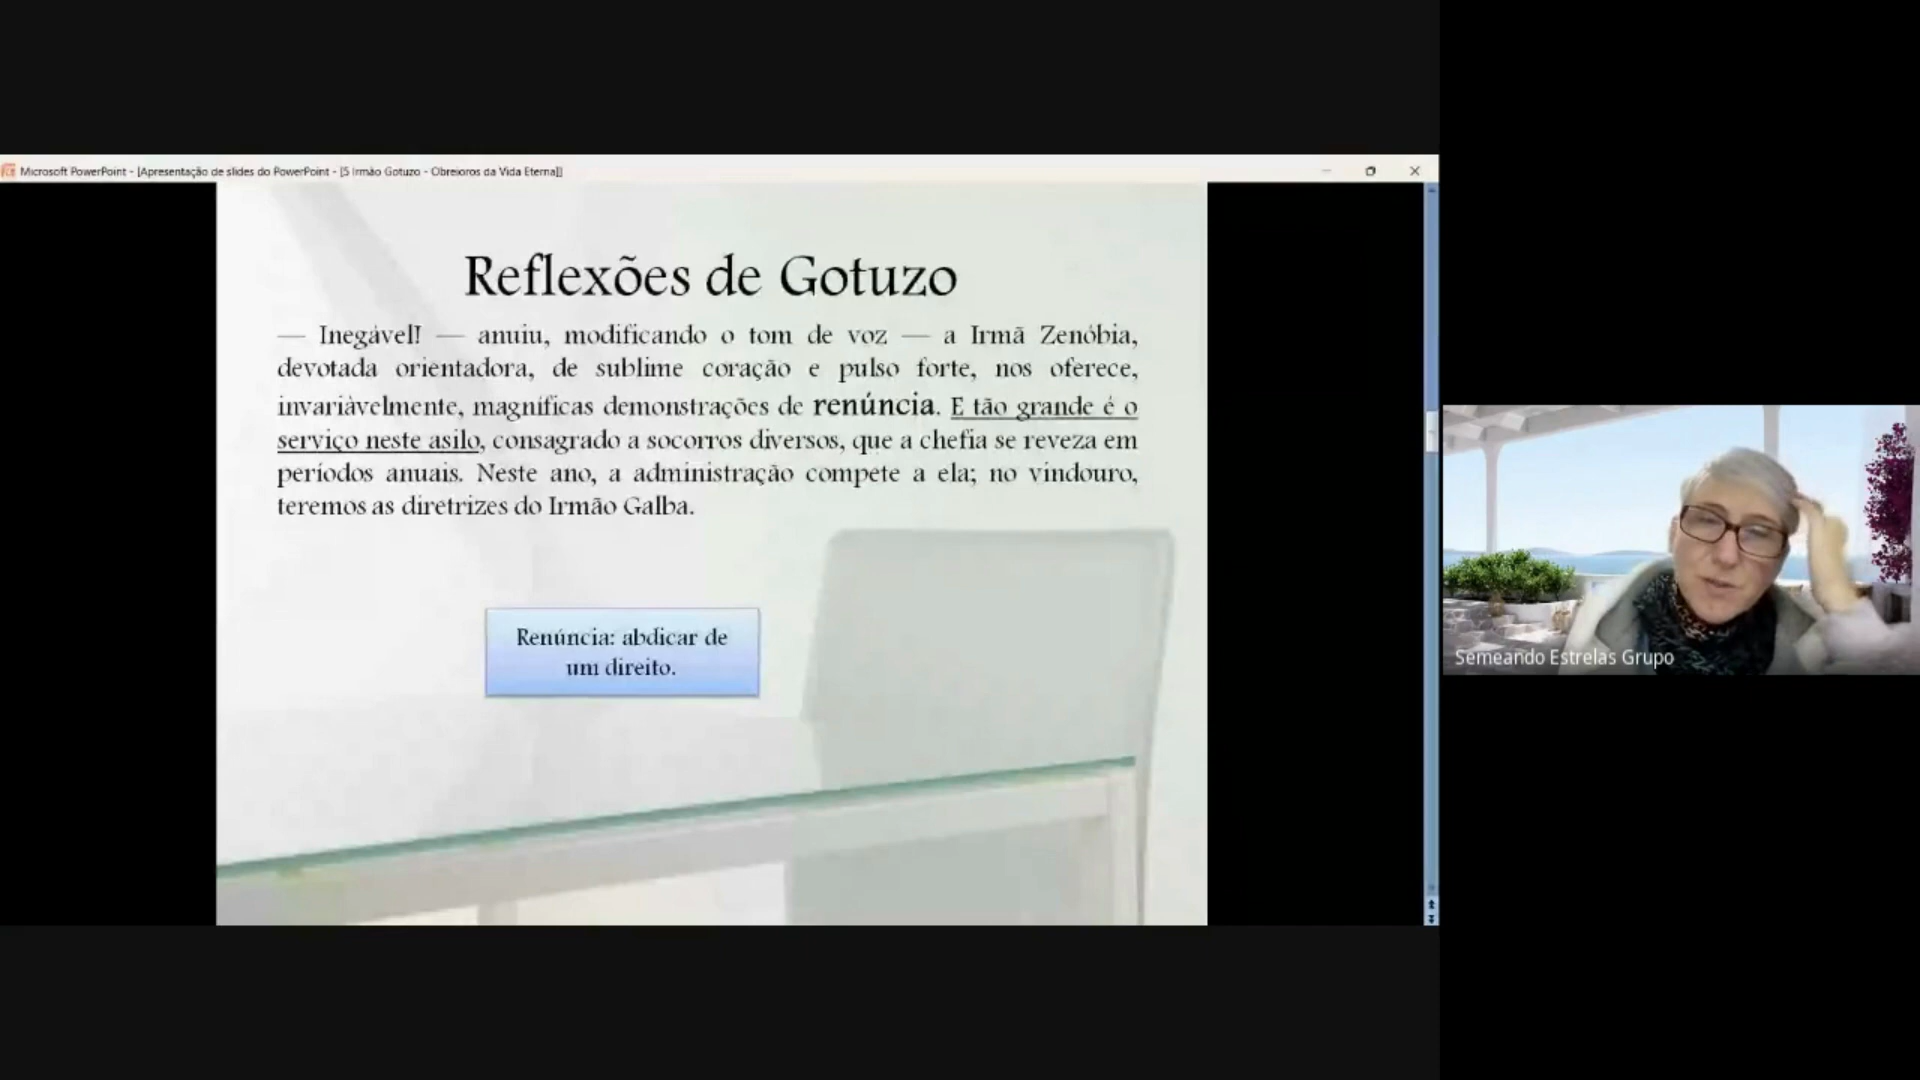 Microsoft PowerPoint - [Apresentação de slides do PowerPoint - [5 Irmão Gotuzo - Obreioros da Vida Eterna]]
Reflexões de Gotuzo
— Inegável! — anuiu, modificando o tom de voz — a Irmã Zenóbia,
devotada orientadora, de sublime coração e pulso forte, nos oferece,
invariàvelmente, magníficas demonstrações de renúncia. E tão grande é o
serviço neste asilo, consagrado a socorros diversos, que a chefia se reveza em
períodos anuais. Neste ano, a administração compete a ela; no vindouro,
teremos as diretrizes do Irmão Galba.
Renúncia: abdicar de
um direito.
Semeando Estrelas Grupo